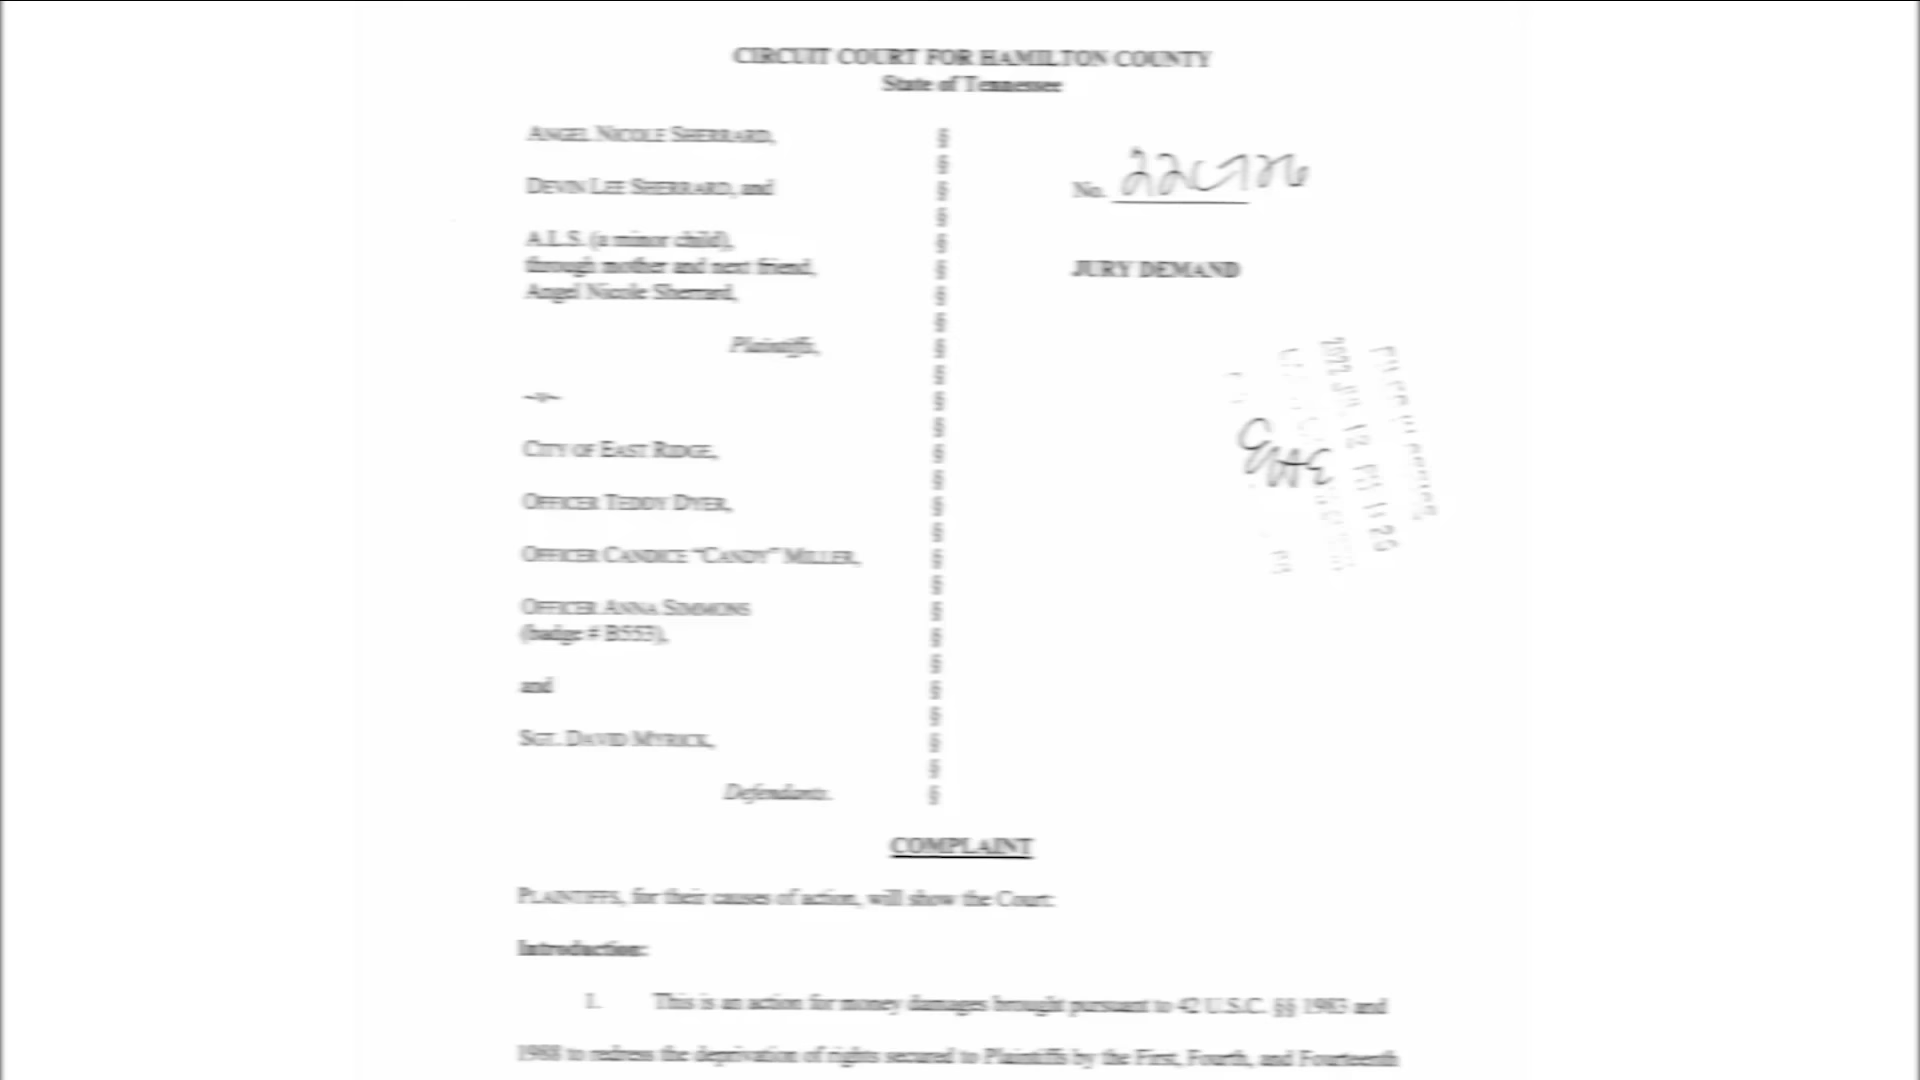 CIRCUIT COURT FOR HAMILTON COUNTY
State of Tennessee
ANGEL NICOLE SHERRARD,
DEVIN LEE SHERRARD, and
A.L.S. (a minor child),
through mother and next friend,
Angel Nicole Sherrard,
Plaintiffs,
–v–
CITY OF EAST RIDGE,
OFFICER TEDDY DYER,
OFFICER CANDICE “CANDY” MILLER,
OFFICER ANNA SIMMONS
(badge # B553),
and
SGT. DAVID MYRICK,
Defendants.
No.
JURY DEMAND
COMPLAINT
PLAINTIFFS, for their causes of action, will show the Court:
Introduction:
1. This is an action for money damages brought pursuant to 42 U.S.C. §§ 1983 and
1988 to redress the deprivation of rights secured to Plaintiffs by the First, Fourth, and Fourteenth